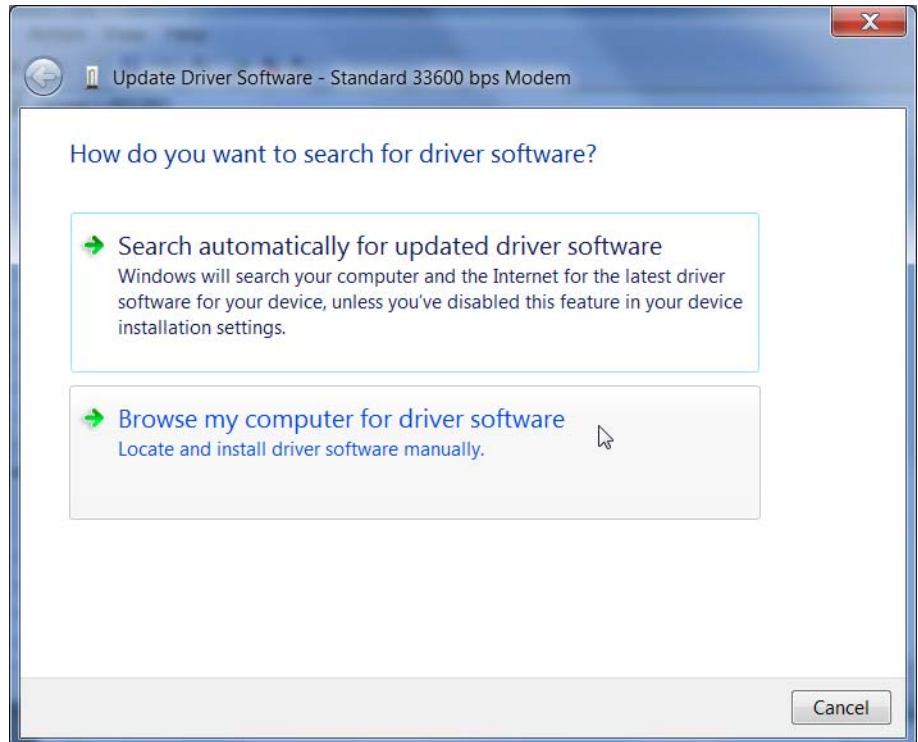 Update Driver Software - Standard 33600 bps Modem
How do you want to search for driver software?
Search automatically for updated driver software
Windows will search your computer and the Internet for the latest driver
software for your device, unless you've disabled this feature in your device
installation settings.
Browse my computer for driver software
Locate and install driver software manually.
Cancel